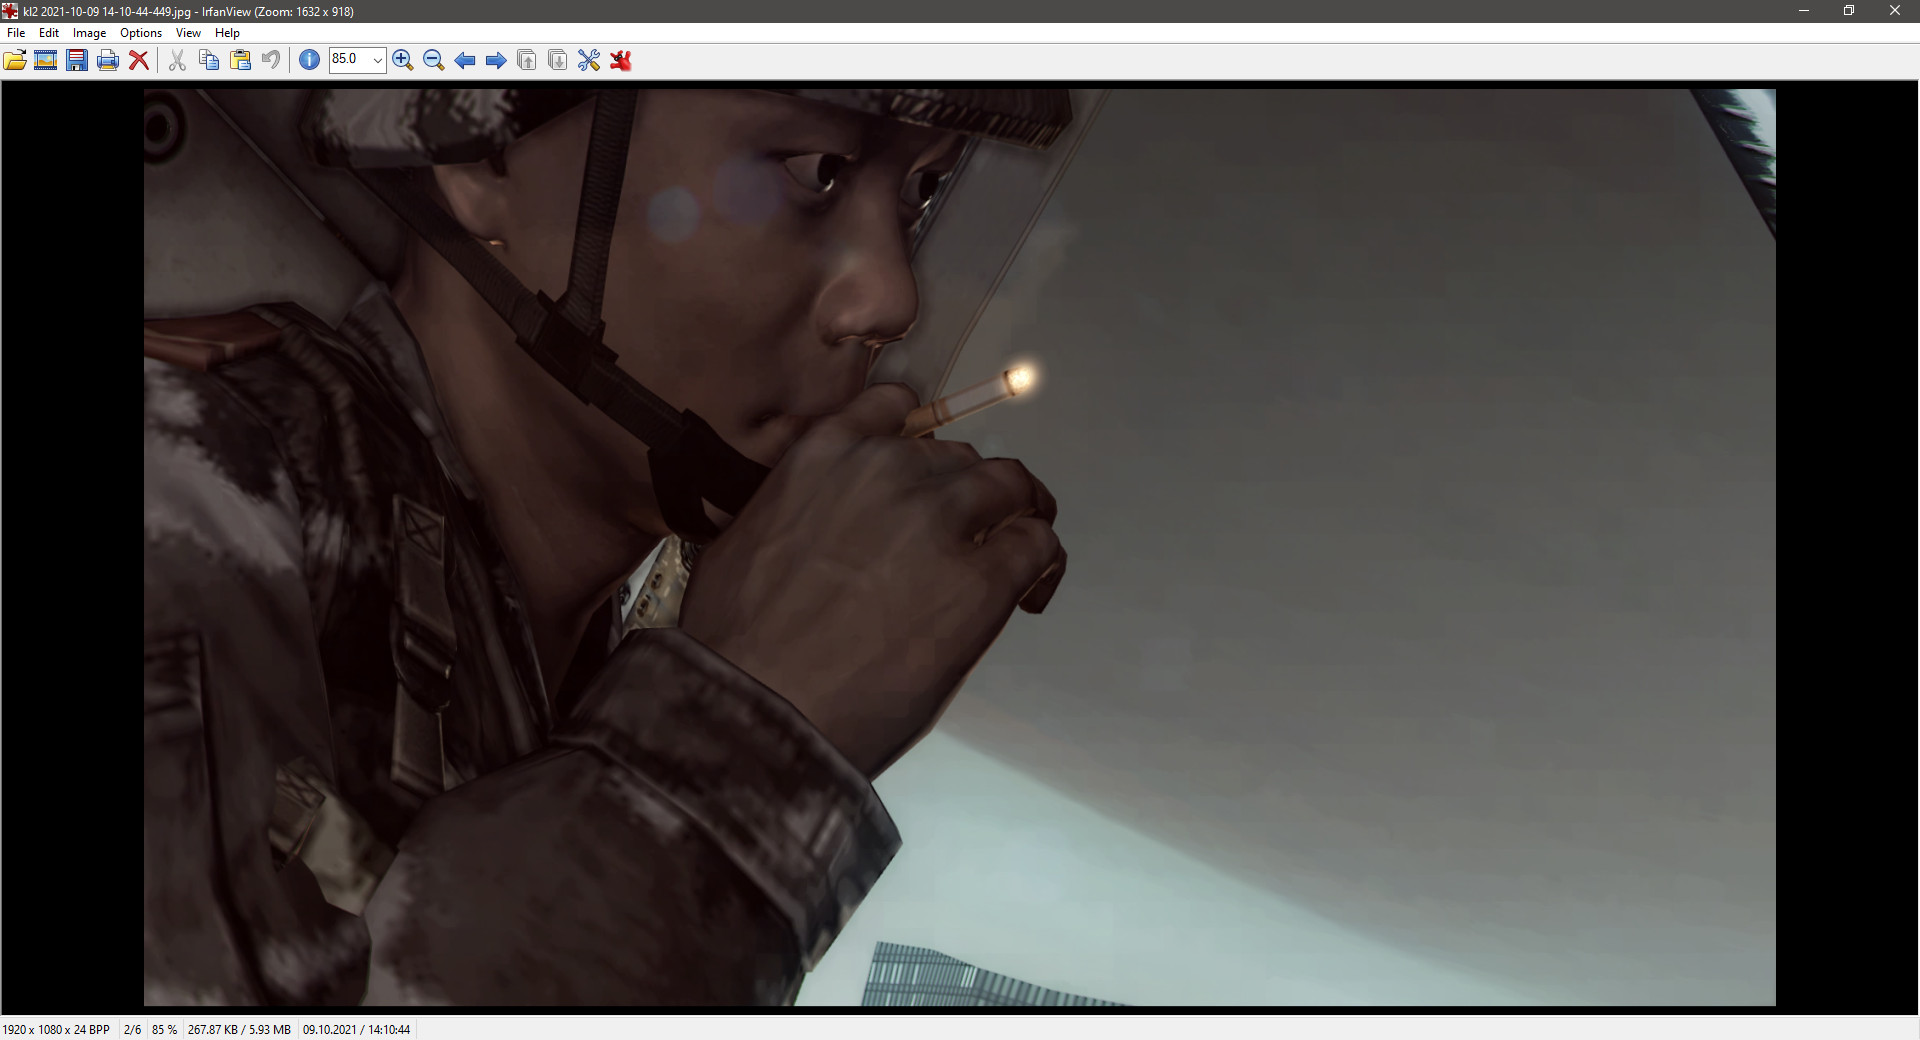 kl2 2021-10-09 14-10-44-449.jpg - IrfanView (Zoom: 1632 x 918)
File Edit Image Options View Help
85.0
1920 x 1080 x 24 BPP 2/6 85 % 267.87 KB / 5.93 MB 09.10.2021 / 14:10:44